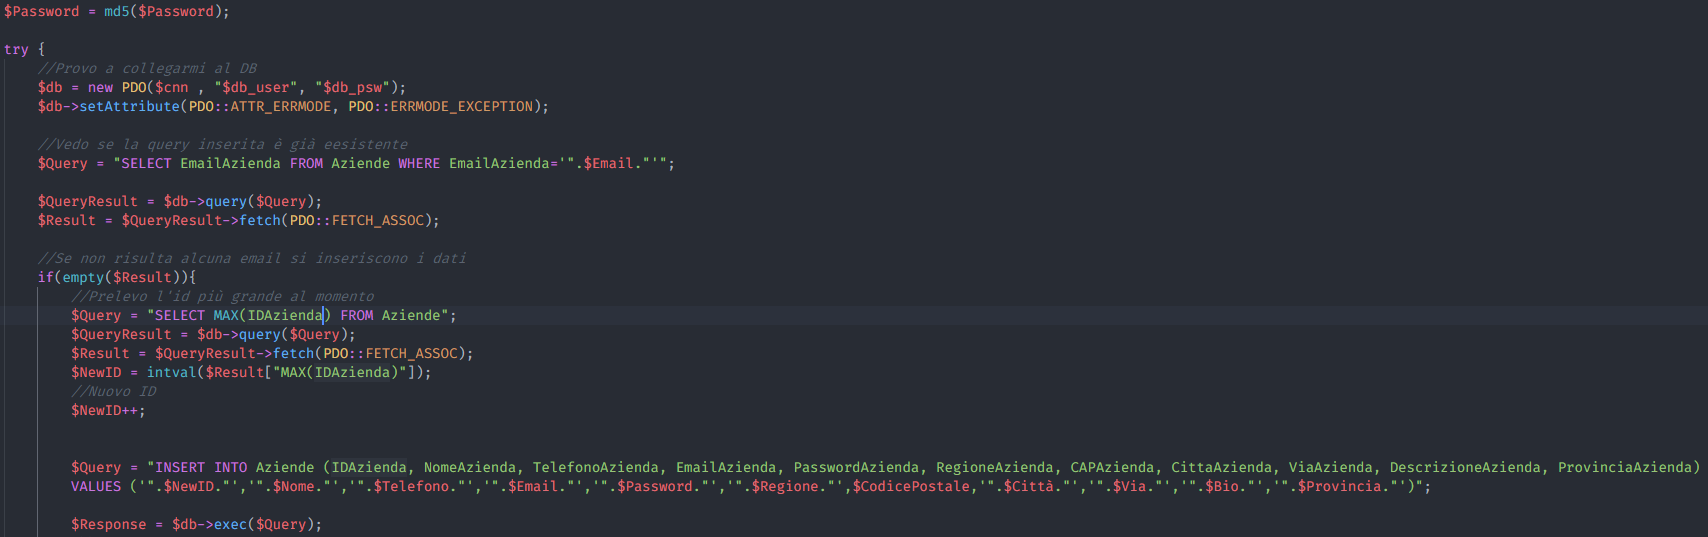 $Password = md5($Password);
try {
//Provo a collegarmi al DB
$db = new PDO($cnn , "$db_user", "$db_psw");
$db->setAttribute(PDO::ATTR_ERRMODE, PDO::ERRMODE_EXCEPTION);
//Vedo se la query inserita è già eesistente
$Query = "SELECT EmailAzienda FROM Aziende WHERE EmailAzienda='".$Email."'";
$QueryResult = $db->query($Query);
$Result = $QueryResult->fetch(PDO::FETCH_ASSOC);
//Se non risulta alcuna email si inseriscono i dati
if(empty($Result)){
//Prelevo l'id più grande al momento
$Query = "SELECT MAX(IDAzienda) FROM Aziende";
$QueryResult = $db->query($Query);
$Result = $QueryResult->fetch(PDO::FETCH_ASSOC);
$NewID = intval($Result["MAX(IDAzienda)"]);
//Nuovo ID
$NewID++;
$Query = "INSERT INTO Aziende (IDAzienda, NomeAzienda, TelefonoAzienda, EmailAzienda, PasswordAzienda, RegioneAzienda, CAPAzienda, CittaAzienda, ViaAzienda, DescrizioneAzienda, ProvinciaAzienda)
VALUES ('".$NewID."','".$Nome."','".$Telefono."','".$Email."','".$Password."','".$Regione."',$CodicePostale,'".$Città."','".$Via."','".$Bio."','".$Provincia."')";
$Response = $db->exec($Query);